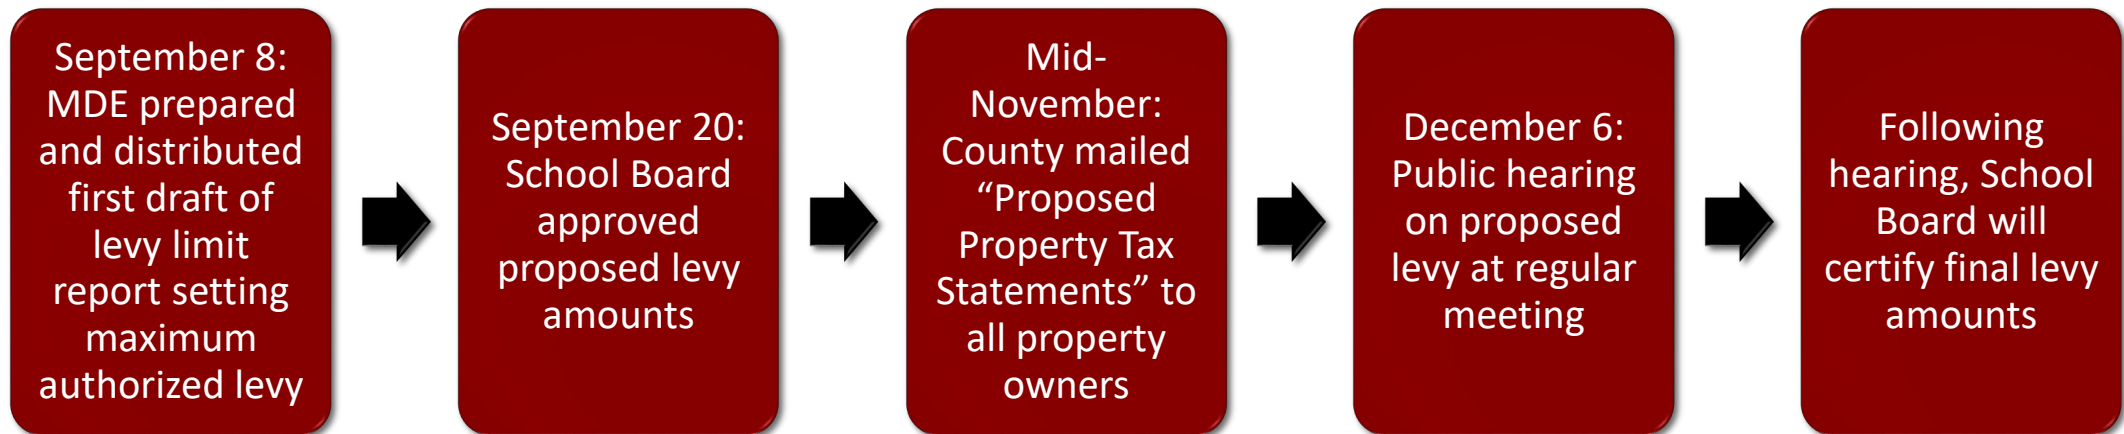 September 8:
MDE prepared
and distributed
first draft of
levy limit
report setting
maximum
authorized levy
September 20:
School Board
approved
proposed levy
amounts
Mid-
November:
County mailed
“Proposed
Property Tax
Statements” to
all property
owners
December 6:
Public hearing
on proposed
levy at regular
meeting
Following
hearing, School
Board will
certify final levy
amounts